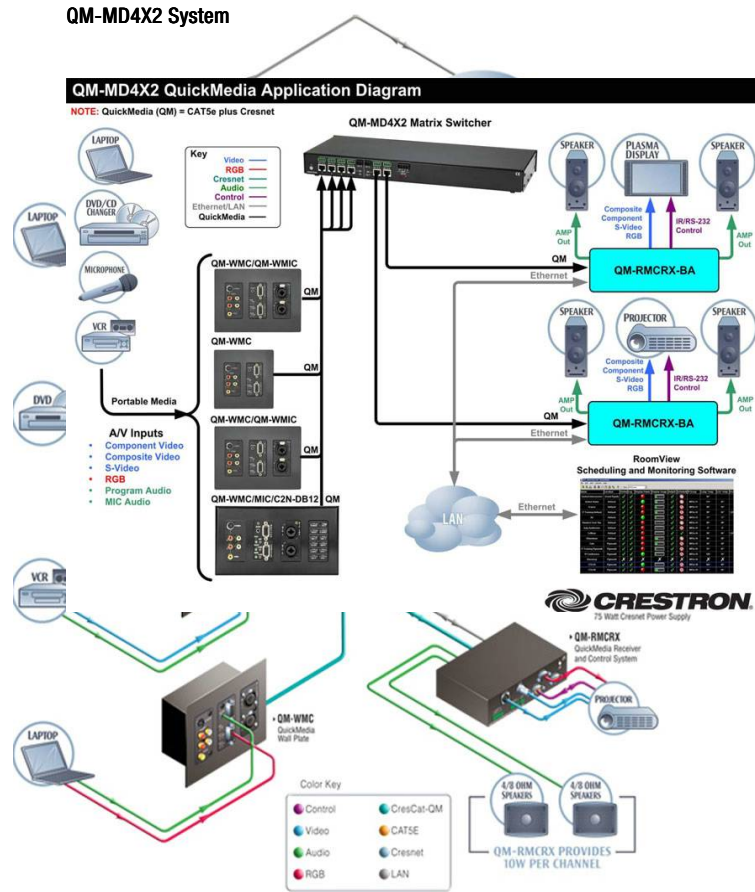 QM-MD4X2 System
QM-MD4X2 QuickMedia Application Diagram
NOTE: QuickMedia (QM) = CAT5e plus Cresnet
QM-MD4X2 Matrix Switcher
LAPTOP
Key
Video
RGB
Cresnet
Audio
Control
Ethernet/LAN
QuickMedia
SPEAKER
PLASMA
DISPLAY
SPEAKER
LAPTOP
DVD/CD
CHANGER
Composite
Component
S-Video
RGB
IR/RS-232
Control
AMP
Out
AMP
Out
QM
Ethernet
QM-RMCRX-BA
MICROPHONE
QM-WMC/QM-WMIC
QM
VCR
SPEAKER
PROJECTOR
SPEAKER
QM-WMC
QM
Composite
Component
S-Video
RGB
IR/RS-232
Control
AMP
Out
AMP
Out
DVD
Portable Media
QM
Ethernet
QM-RMCRX-BA
QM-WMC/QM-WMIC
QM
A/V Inputs
• Component Video
• Composite Video
• S-Video
• RGB
• Program Audio
• MIC Audio
RoomView
Scheduling and Monitoring Software
QM-WMC/MIC/C2N-DB12
QM
LAN
Ethernet
VCR
CRESTRON
75 Watt Cresnet Power Supply
QM-RMCRX
QuickMedia Receiver
and Control System
PROJECTOR
QM-WMC
QuickMedia
Wall Plate
LAPTOP
Color Key
Control
CresCat-QM
Video
CAT5E
Audio
Cresnet
RGB
LAN
4/8 OHM
SPEAKERS
4/8 OHM
SPEAKERS
QM-RMCRX PROVIDES
10W PER CHANNEL